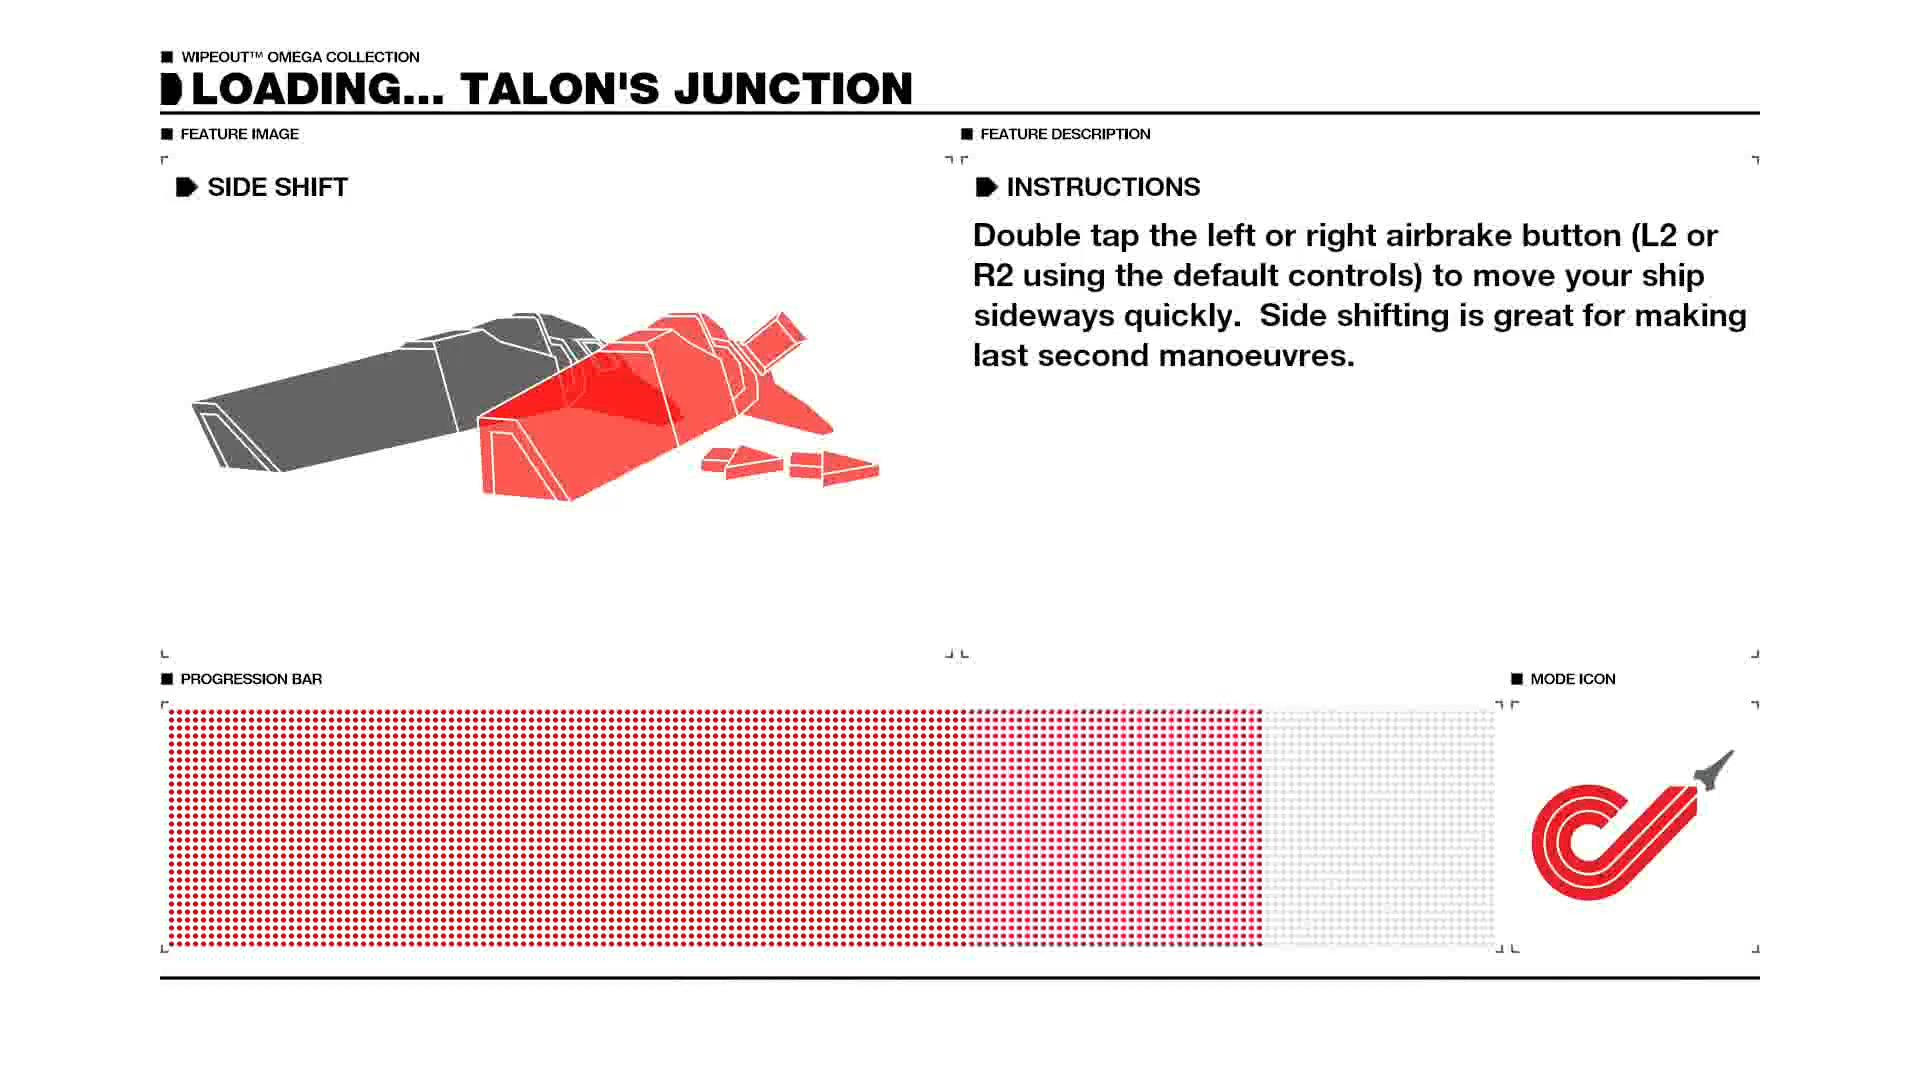 WIPEOUT™ OMEGA COLLECTION
LOADING... TALON'S JUNCTION
FEATURE IMAGE
SIDE SHIFT
FEATURE DESCRIPTION
INSTRUCTIONS
Double tap the left or right airbrake button (L2 or
R2 using the default controls) to move your ship
sideways quickly.  Side shifting is great for making
last second manoeuvres.
PROGRESSION BAR
MODE ICON